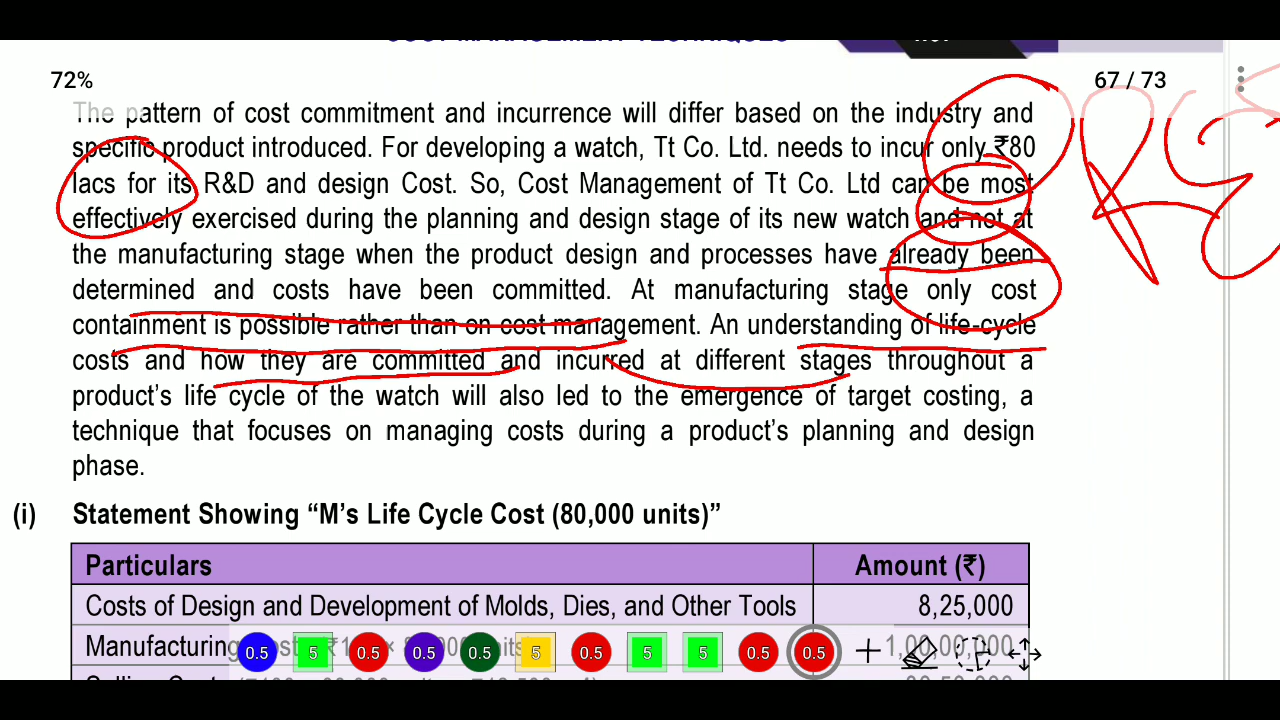 COST MANAGEMENT TECHNIQUES
72%
67 / 73
The pattern of cost commitment and incurrence will differ based on the industry and
specific product introduced. For developing a watch, Tt Co. Ltd. needs to incur only ₹80
lacs for its R&D and design Cost. So, Cost Management of Tt Co. Ltd can be most
effectively exercised during the planning and design stage of its new watch and not at
the manufacturing stage when the product design and processes have already been
determined and costs have been committed. At manufacturing stage only cost
containment is possible rather than on cost management. An understanding of life-cycle
costs and how they are committed and incurred at different stages throughout a
product's life cycle of the watch will also led to the emergence of target costing, a
technique that focuses on managing costs during a product's planning and design
phase.
(i) Statement Showing “M's Life Cycle Cost (80,000 units)”
Particulars Amount (₹)
Costs of Design and Development of Molds, Dies, and Other Tools 8,25,000
Manufacturing 1,00,00,000
0.5 5 0.5 0.5 0.5 5 0.5 5 5 0.5 0.5